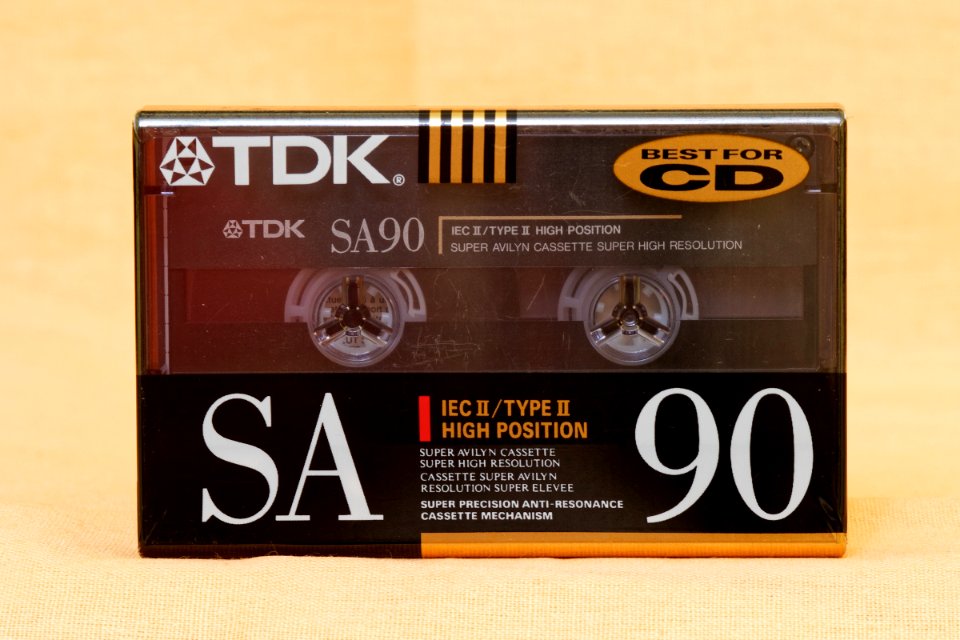 TDK®
BEST FOR
CD
TDK SA90
IEC II/TYPE II HIGH POSITION
SUPER AVILYN CASSETTE SUPER HIGH RESOLUTION
SA
IEC II/TYPE II
HIGH POSITION
SUPER AVILYN CASSETTE
SUPER HIGH RESOLUTION
CASSETTE SUPER AVILYN
RESOLUTION SUPER ELEVEE
SUPER PRECISION ANTI-RESONANCE
CASSETTE MECHANISM
90